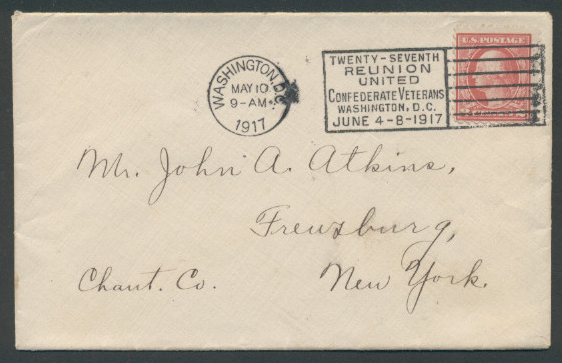 WASHINGTON, D.C.
MAY 10
9-AM
1917
TWENTY-SEVENTH
REUNION
UNITED
CONFEDERATE VETERANS
WASHINGTON, D.C.
JUNE 4-8-1917
U.S. POSTAGE
Mr. John A. Atkins,
Frewsburg,
Chaut. Co. New York.